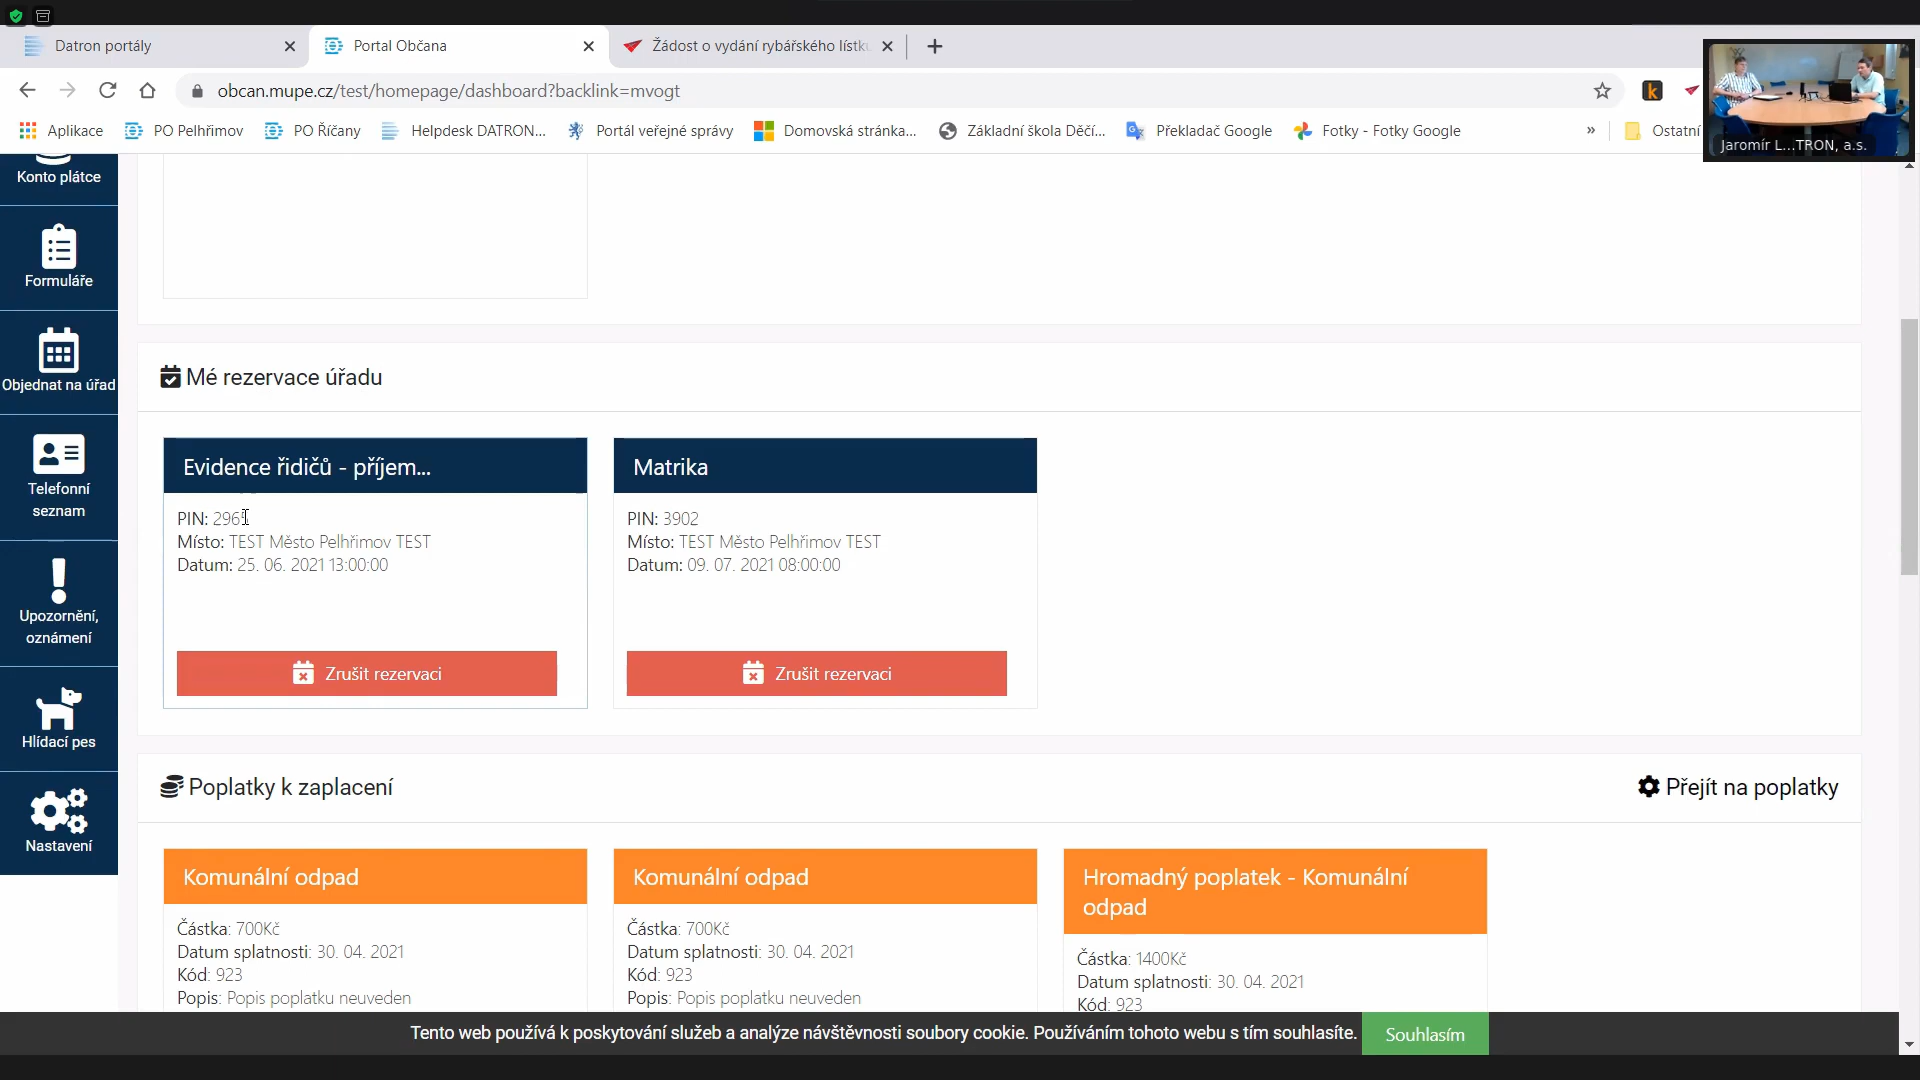 Datron portály
Portal Občana
Žádost o vydání rybářského lístku
obcan.mupe.cz/test/homepage/dashboard?backlink=mvogt
Aplikace
PO Pelhřimov
PO Říčany
Helpdesk DATRON...
Portál veřejné správy
Domovská stránka...
Základní škola Děčí...
Překladač Google
Fotky - Fotky Google
»
Ostatní
Jaromír L...TRON, a.s.
Konto plátce
Formuláře
Objednat na úřad
Telefonní
seznam
Upozornění,
oznámení
Hlídací pes
Nastavení
Mé rezervace úřadu
Evidence řidičů - příjem...
PIN:
Místo: TEST Město Pelhřimov TEST
Datum: 25. 06. 2021 13:00:00
Zrušit rezervaci
Matrika
PIN: 3902
Místo: TEST Město Pelhřimov TEST
Datum: 09. 07. 2021 08:00:00
Zrušit rezervaci
Poplatky k zaplacení
Přejít na poplatky
Komunální odpad
Částka: 700Kč
Datum splatnosti: 30. 04. 2021
Kód: 923
Popis: Popis poplatku neuveden
Komunální odpad
Částka: 700Kč
Datum splatnosti: 30. 04. 2021
Kód: 923
Popis: Popis poplatku neuveden
Hromadný poplatek - Komunální
odpad
Částka: 1400Kč
Datum splatnosti: 30. 04. 2021
Kód: 923
Tento web používá k poskytování služeb a analýze návštěvnosti soubory cookie. Používáním tohoto webu s tím souhlasíte.
Souhlasím